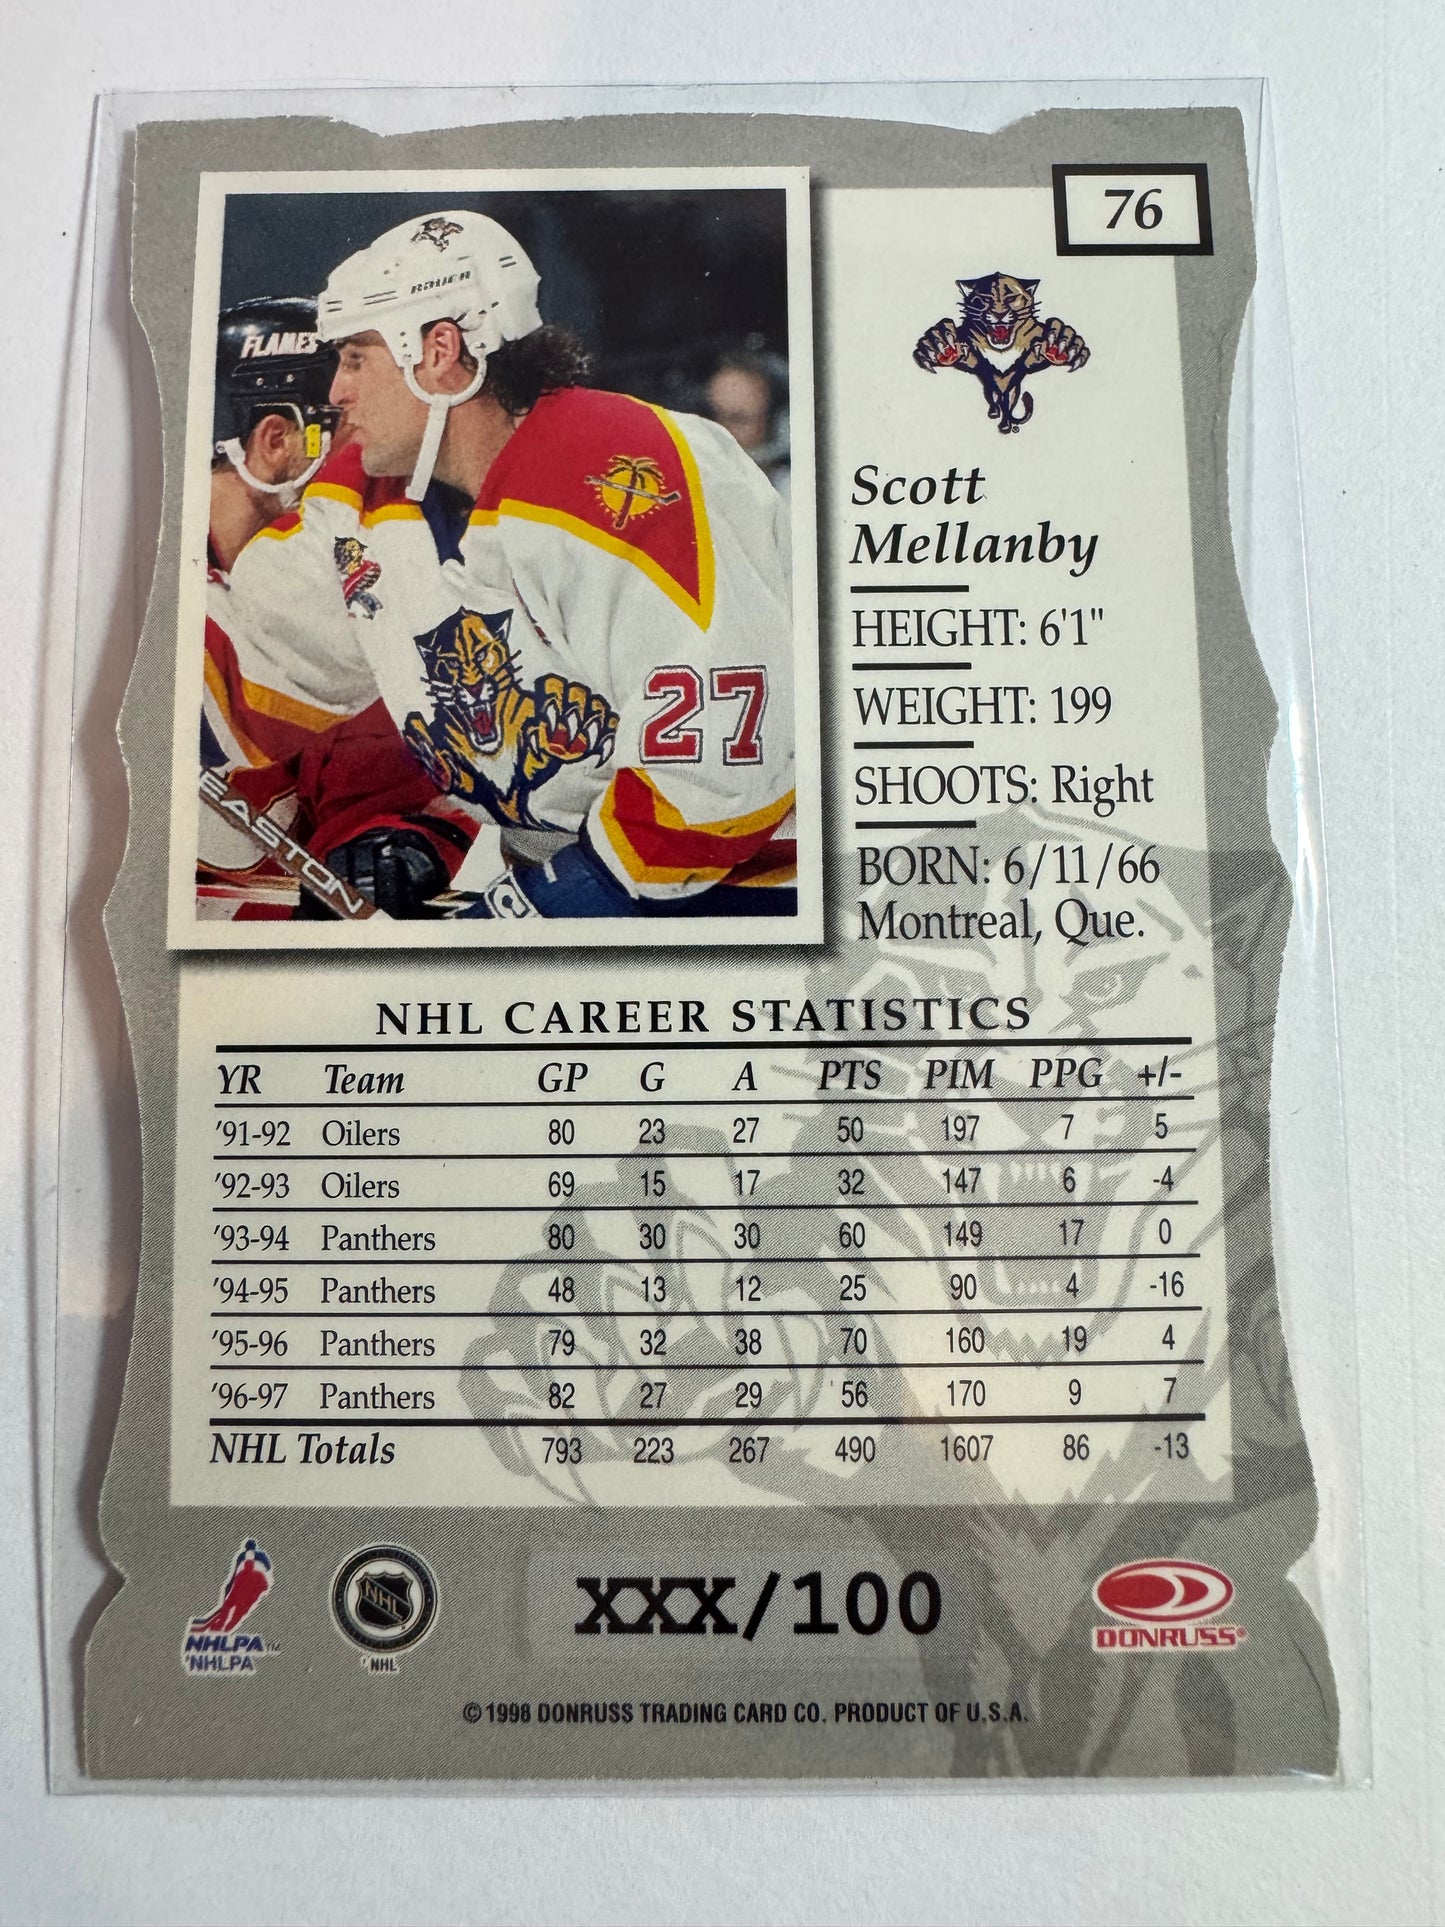 76
FLAMES
BAUER
27
EASTON
Scott
Mellanby
HEIGHT: 6'1"
WEIGHT: 199
SHOOTS: Right
BORN: 6/11/66
Montreal, Que.
NHL CAREER STATISTICS
YR Team GP G A PTS PIM PPG +/-
'91-92 Oilers 80 23 27 50 197 7 5
'92-93 Oilers 69 15 17 32 147 6 -4
'93-94 Panthers 80 30 30 60 149 17 0
'94-95 Panthers 48 13 12 25 90 4 -16
'95-96 Panthers 79 32 38 70 160 19 4
'96-97 Panthers 82 27 29 56 170 9 7
NHL Totals 793 223 267 490 1607 86 -13
NHL
XXX/100
NHLPA™
'NHLPA
'NHL
DONRUSS®
©1998 DONRUSS TRADING CARD CO. PRODUCT OF U.S.A.